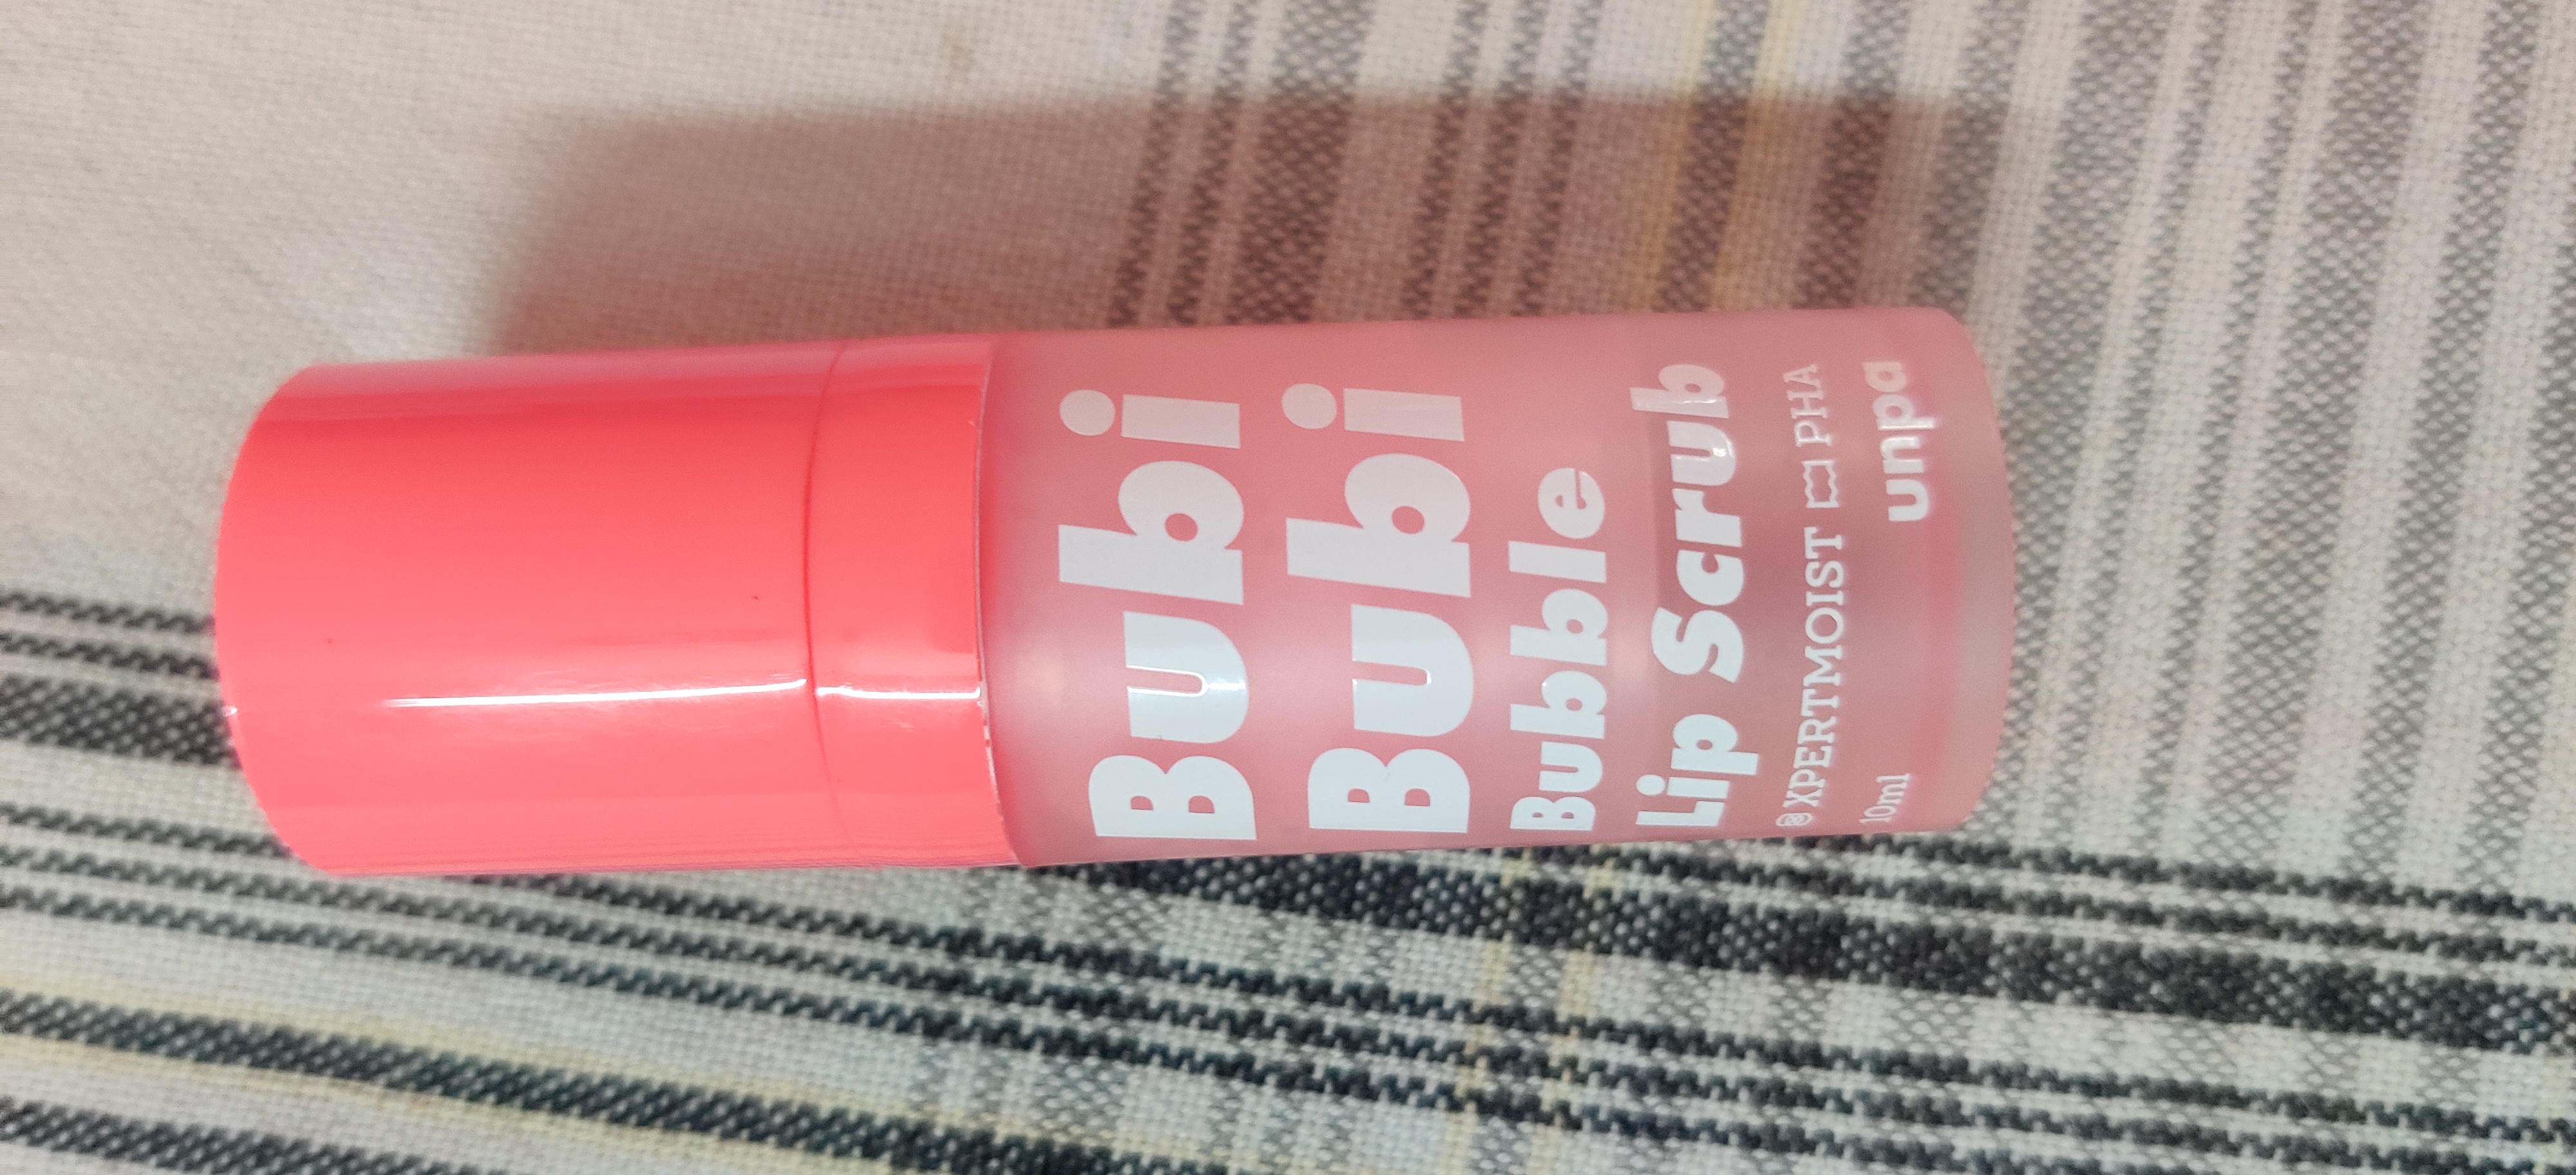 Bubi
Bubi
Bubble
Lip Scrub
XPERTMOIST PHA
10ml unpa